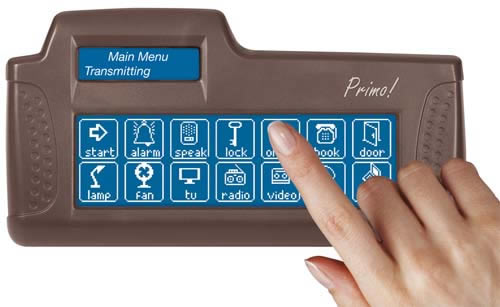 Main Menu
Transmitting
Primo!
start alarm speak lock book door
lamp fan tv radio video